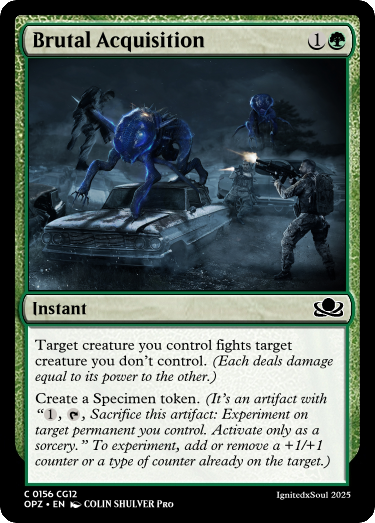 Brutal Acquisition 1
Instant
Target creature you control fights target
creature you don't control. (Each deals damage
equal to its power to the other.)
Create a Specimen token. (It's an artifact with
"1, , Sacrifice this artifact: Experiment on
target permanent you control. Activate only as a
sorcery." To experiment, add or remove a +1/+1
counter or a type of counter already on the target.)
C 0156 CG12
OPZ • EN COLIN SHULVER PRO
IgnitedxSoul 2025